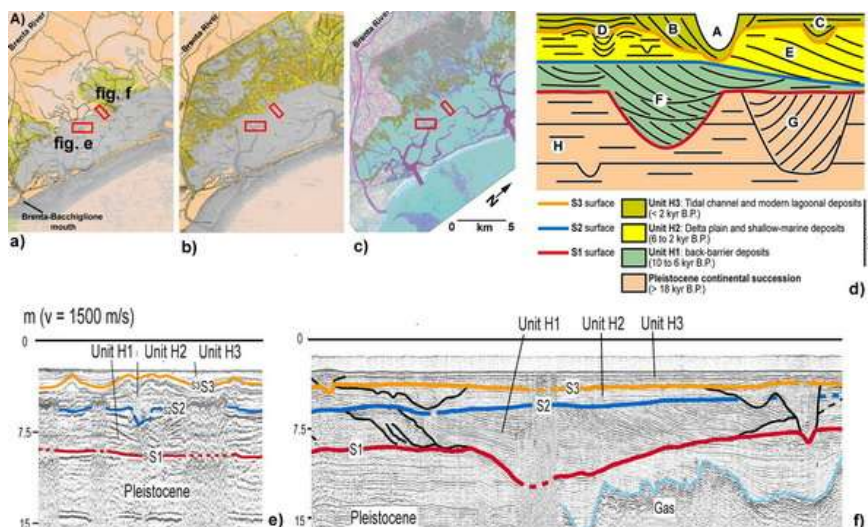 A)
Brenta River
fig. f
fig. e
Brenta-Bacchiglione
mouth
a)
Brenta River
b)
N
0 km 5
c)
A
B
C
D
E
F
G
H
S3 surface
Unit H3: Tidal channel and modern lagoonal deposits
(< 2 kyr B.P.)
S2 surface
Unit H2: Delta plain and shallow-marine deposits
(6 to 2 kyr B.P.)
S1 surface
Unit H1: back-barrier deposits
(10 to 6 kyr B.P.)
Pleistocene continental succession
(> 18 kyr B.P.)
d)
m (v = 1500 m/s)
0
Unit H1 Unit H2 Unit H3
S3
S2
7.5
S1
Pleistocene
15
e)
0
Unit H1 Unit H2 Unit H3
S3
S2
7.5
S1
Gas
15
Pleistocene
f)